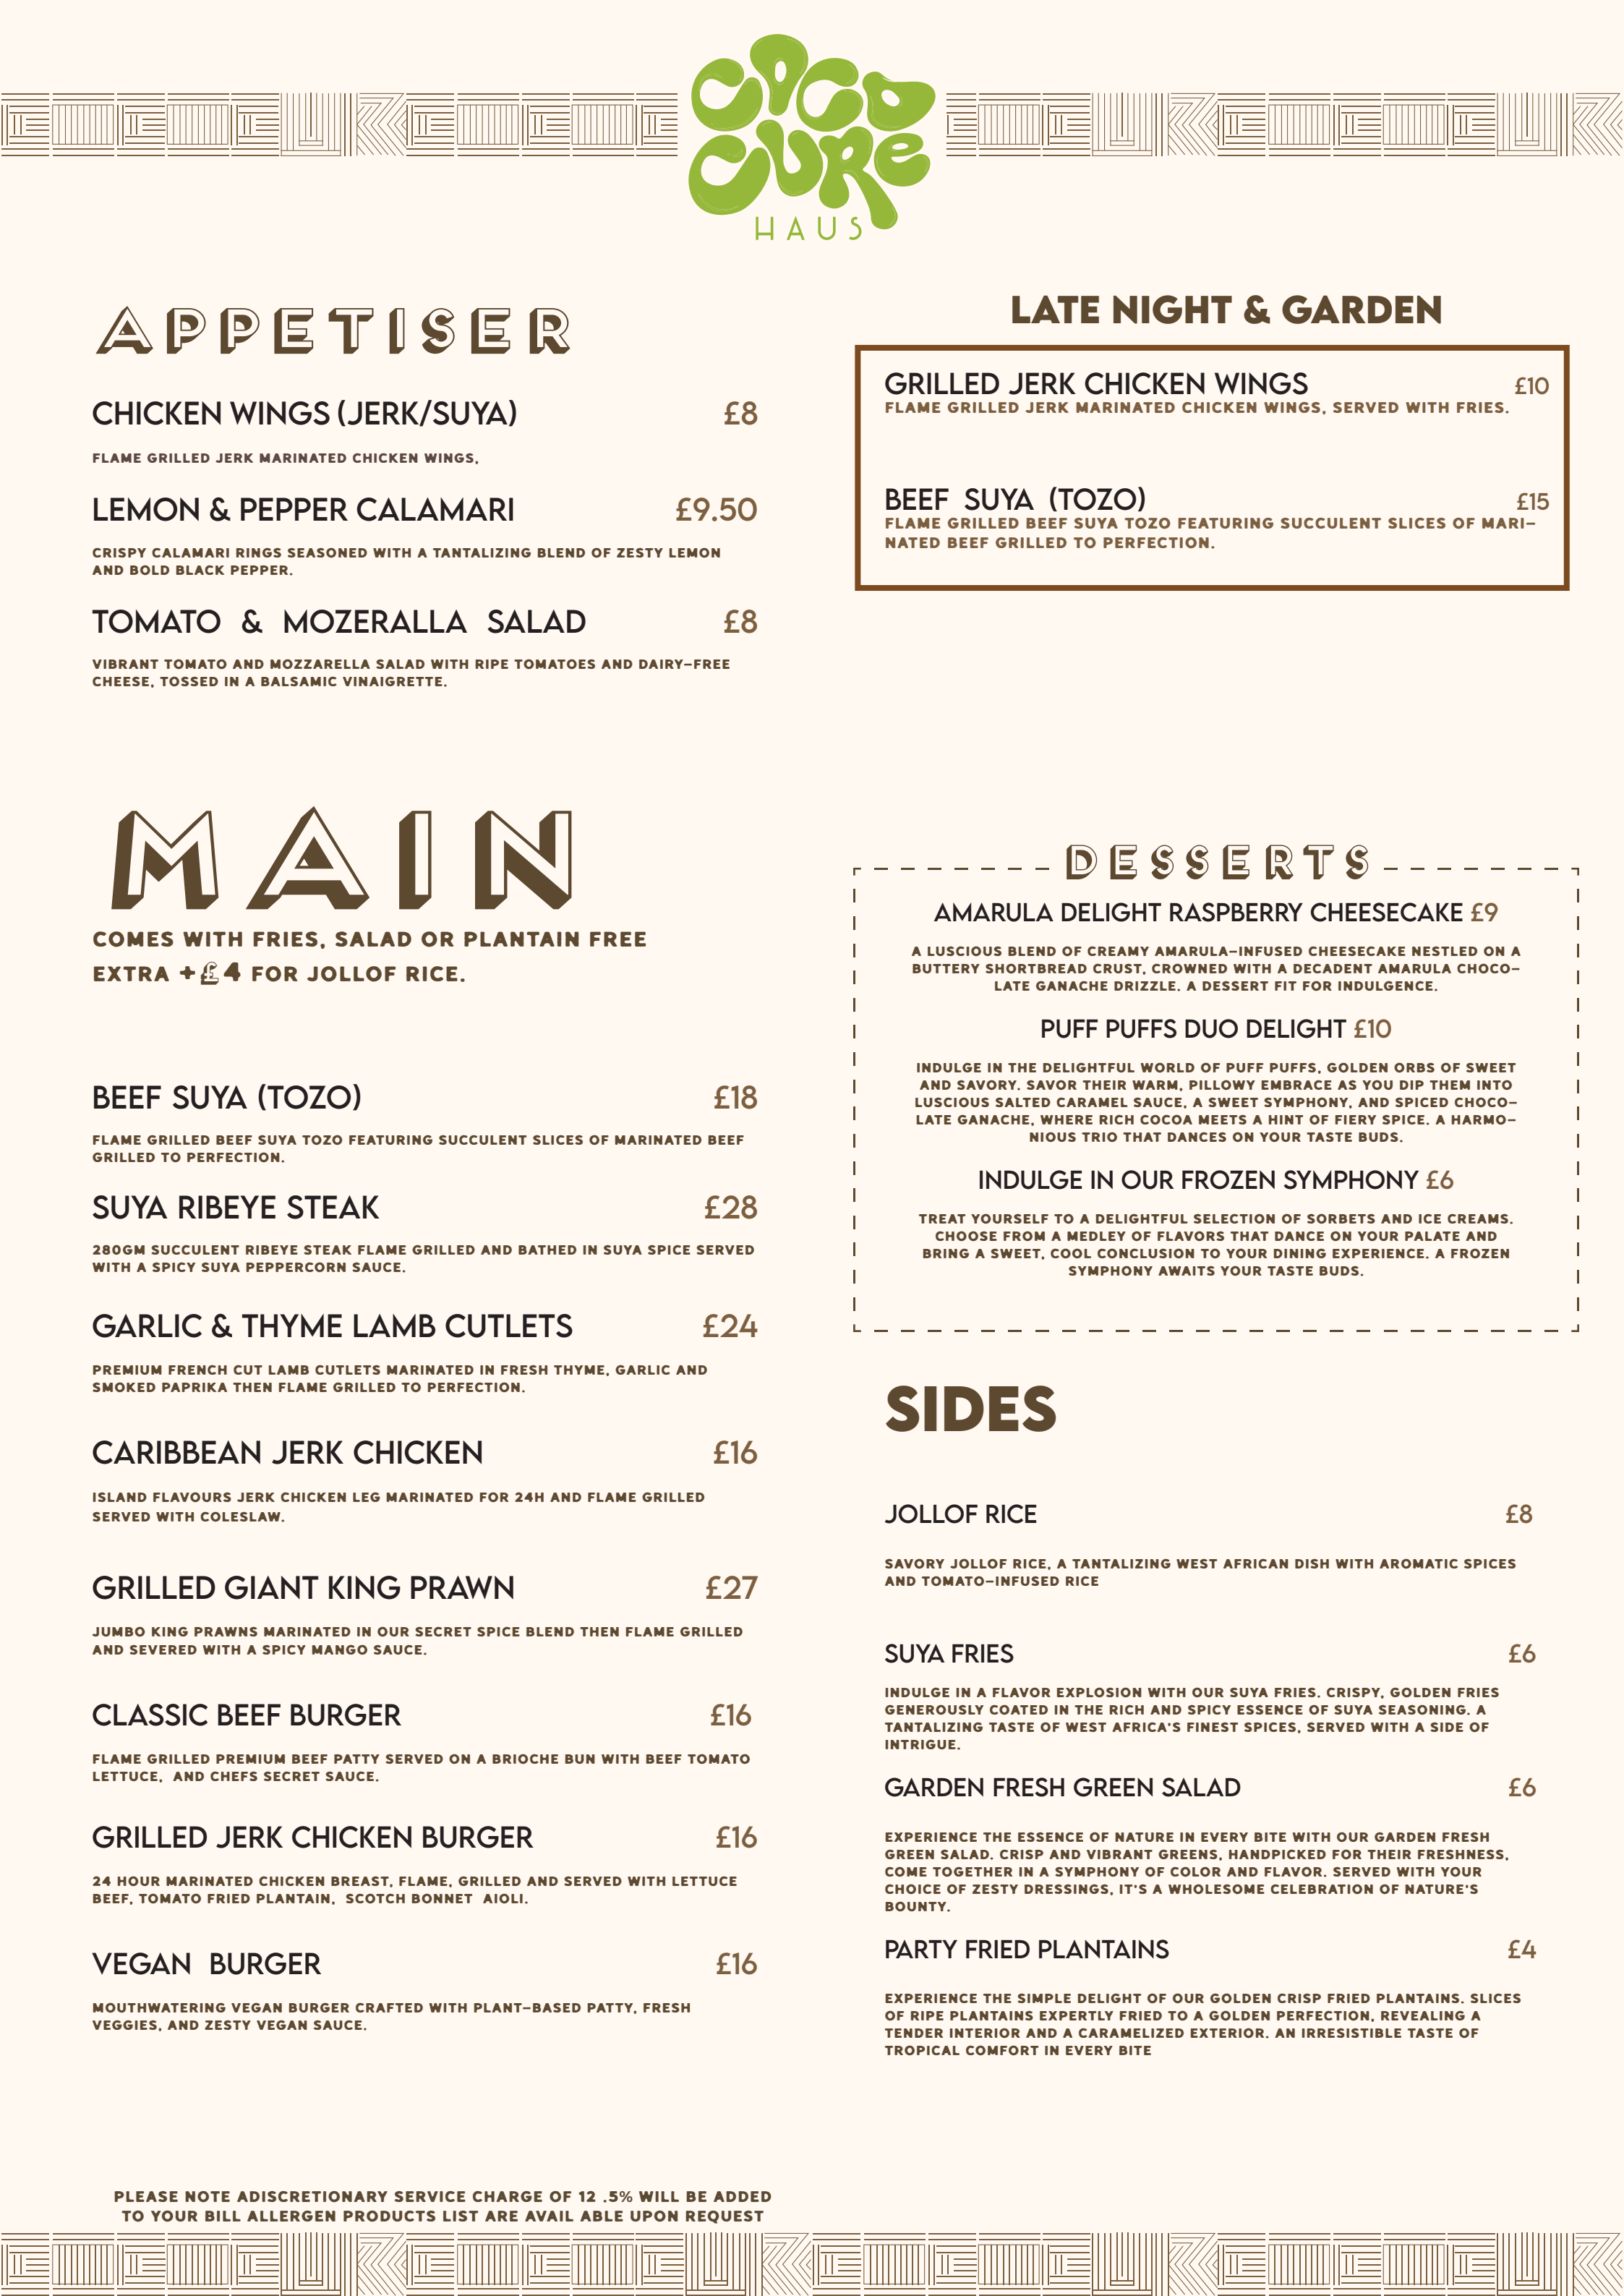 COCO
CURE
HAUS
APPETISER
CHICKEN WINGS (JERK/SUYA) £8
FLAME GRILLED JERK MARINATED CHICKEN WINGS,
LEMON & PEPPER CALAMARI £9.50
CRISPY CALAMARI RINGS SEASONED WITH A TANTALIZING BLEND OF ZESTY LEMON
AND BOLD BLACK PEPPER.
TOMATO & MOZERALLA SALAD £8
VIBRANT TOMATO AND MOZZARELLA SALAD WITH RIPE TOMATOES AND DAIRY-FREE
CHEESE, TOSSED IN A BALSAMIC VINAIGRETTE.
MAIN
COMES WITH FRIES, SALAD OR PLANTAIN FREE
EXTRA +£4 FOR JOLLOF RICE.
BEEF SUYA (TOZO) £18
FLAME GRILLED BEEF SUYA TOZO FEATURING SUCCULENT SLICES OF MARINATED BEEF
GRILLED TO PERFECTION.
SUYA RIBEYE STEAK £28
280GM SUCCULENT RIBEYE STEAK FLAME GRILLED AND BATHED IN SUYA SPICE SERVED
WITH A SPICY SUYA PEPPERCORN SAUCE.
GARLIC & THYME LAMB CUTLETS £24
PREMIUM FRENCH CUT LAMB CUTLETS MARINATED IN FRESH THYME, GARLIC AND
SMOKED PAPRIKA THEN FLAME GRILLED TO PERFECTION.
CARIBBEAN JERK CHICKEN £16
ISLAND FLAVOURS JERK CHICKEN LEG MARINATED FOR 24H AND FLAME GRILLED
SERVED WITH COLESLAW.
GRILLED GIANT KING PRAWN £27
JUMBO KING PRAWNS MARINATED IN OUR SECRET SPICE BLEND THEN FLAME GRILLED
AND SEVERED WITH A SPICY MANGO SAUCE.
CLASSIC BEEF BURGER £16
FLAME GRILLED PREMIUM BEEF PATTY SERVED ON A BRIOCHE BUN WITH BEEF TOMATO
LETTUCE, AND CHEFS SECRET SAUCE.
GRILLED JERK CHICKEN BURGER £16
24 HOUR MARINATED CHICKEN BREAST, FLAME, GRILLED AND SERVED WITH LETTUCE
BEEF, TOMATO FRIED PLANTAIN, SCOTCH BONNET AIOLI.
VEGAN BURGER £16
MOUTHWATERING VEGAN BURGER CRAFTED WITH PLANT-BASED PATTY, FRESH
VEGGIES, AND ZESTY VEGAN SAUCE.
PLEASE NOTE ADISCRETIONARY SERVICE CHARGE OF 12 .5% WILL BE ADDED
TO YOUR BILL ALLERGEN PRODUCTS LIST ARE AVAIL ABLE UPON REQUEST
LATE NIGHT & GARDEN
GRILLED JERK CHICKEN WINGS £10
FLAME GRILLED JERK MARINATED CHICKEN WINGS, SERVED WITH FRIES.
BEEF SUYA (TOZO) £15
FLAME GRILLED BEEF SUYA TOZO FEATURING SUCCULENT SLICES OF MARI-
NATED BEEF GRILLED TO PERFECTION.
DESSERTS
AMARULA DELIGHT RASPBERRY CHEESECAKE £9
A LUSCIOUS BLEND OF CREAMY AMARULA-INFUSED CHEESECAKE NESTLED ON A
BUTTERY SHORTBREAD CRUST, CROWNED WITH A DECADENT AMARULA CHOCO-
LATE GANACHE DRIZZLE. A DESSERT FIT FOR INDULGENCE.
PUFF PUFFS DUO DELIGHT £10
INDULGE IN THE DELIGHTFUL WORLD OF PUFF PUFFS, GOLDEN ORBS OF SWEET
AND SAVORY. SAVOR THEIR WARM, PILLOWY EMBRACE AS YOU DIP THEM INTO
LUSCIOUS SALTED CARAMEL SAUCE, A SWEET SYMPHONY, AND SPICED CHOCO-
LATE GANACHE, WHERE RICH COCOA MEETS A HINT OF FIERY SPICE. A HARMO-
NIOUS TRIO THAT DANCES ON YOUR TASTE BUDS.
INDULGE IN OUR FROZEN SYMPHONY £6
TREAT YOURSELF TO A DELIGHTFUL SELECTION OF SORBETS AND ICE CREAMS.
CHOOSE FROM A MEDLEY OF FLAVORS THAT DANCE ON YOUR PALATE AND
BRING A SWEET, COOL CONCLUSION TO YOUR DINING EXPERIENCE. A FROZEN
SYMPHONY AWAITS YOUR TASTE BUDS.
SIDES
JOLLOF RICE £8
SAVORY JOLLOF RICE, A TANTALIZING WEST AFRICAN DISH WITH AROMATIC SPICES
AND TOMATO-INFUSED RICE
SUYA FRIES £6
INDULGE IN A FLAVOR EXPLOSION WITH OUR SUYA FRIES. CRISPY, GOLDEN FRIES
GENEROUSLY COATED IN THE RICH AND SPICY ESSENCE OF SUYA SEASONING. A
TANTALIZING TASTE OF WEST AFRICA'S FINEST SPICES, SERVED WITH A SIDE OF
INTRIGUE.
GARDEN FRESH GREEN SALAD £6
EXPERIENCE THE ESSENCE OF NATURE IN EVERY BITE WITH OUR GARDEN FRESH
GREEN SALAD. CRISP AND VIBRANT GREENS, HANDPICKED FOR THEIR FRESHNESS,
COME TOGETHER IN A SYMPHONY OF COLOR AND FLAVOR. SERVED WITH YOUR
CHOICE OF ZESTY DRESSINGS, IT'S A WHOLESOME CELEBRATION OF NATURE'S
BOUNTY.
PARTY FRIED PLANTAINS £4
EXPERIENCE THE SIMPLE DELIGHT OF OUR GOLDEN CRISP FRIED PLANTAINS. SLICES
OF RIPE PLANTAINS EXPERTLY FRIED TO A GOLDEN PERFECTION, REVEALING A
TENDER INTERIOR AND A CARAMELIZED EXTERIOR. AN IRRESISTIBLE TASTE OF
TROPICAL COMFORT IN EVERY BITE